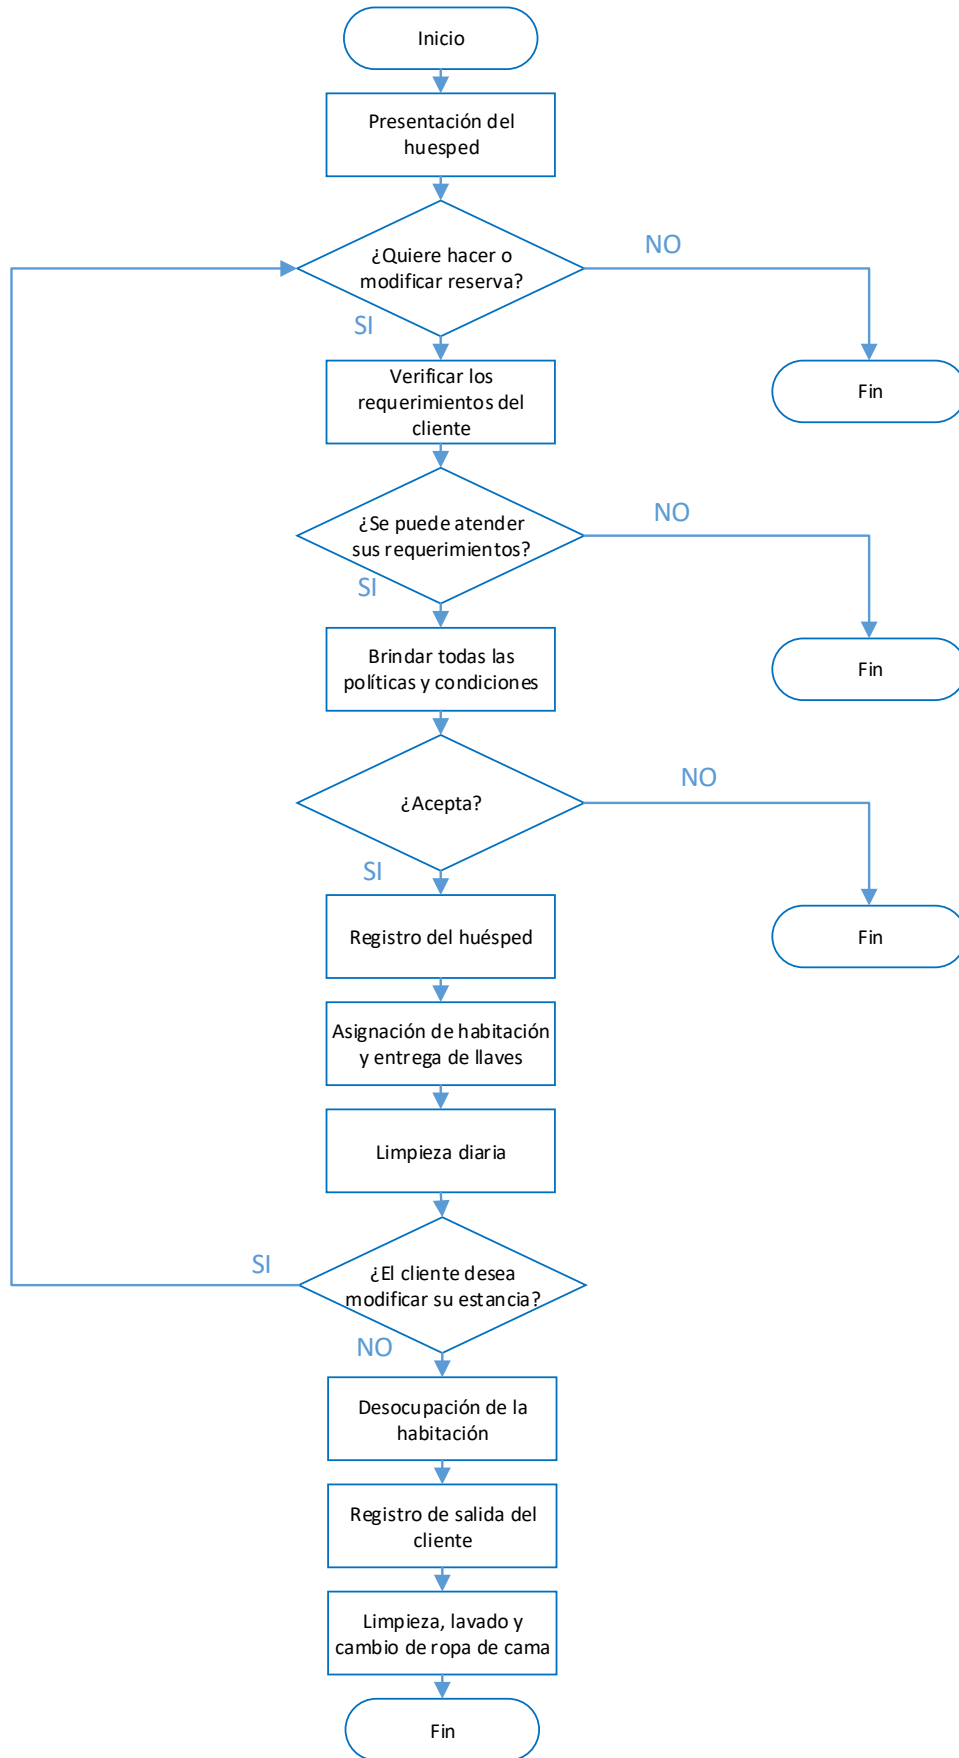 Inicio
Presentación del
huesped
¿Quiere hacer o
modificar reserva?
NO
SI
Verificar los
requerimientos del
cliente
Fin
¿Se puede atender
sus requerimientos?
NO
SI
Brindar todas las
políticas y condiciones
Fin
¿Acepta?
NO
SI
Registro del huésped
Fin
Asignación de habitación
y entrega de llaves
Limpieza diaria
SI
¿El cliente desea
modificar su estancia?
NO
Desocupación de la
habitación
Registro de salida del
cliente
Limpieza, lavado y
cambio de ropa de cama
Fin